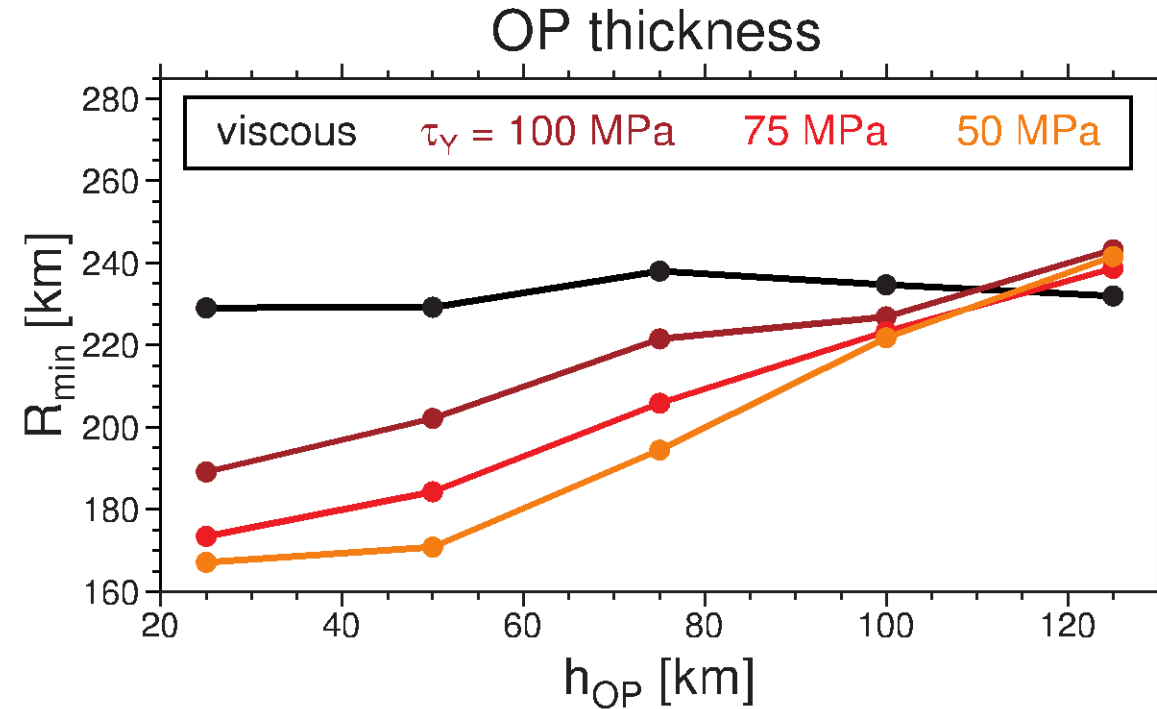 OP thickness
280
viscous τY = 100 MPa 75 MPa 50 MPa
260
240
220
200
180
160
Rmin [km]
20 40 60 80 100 120
hOP [km]